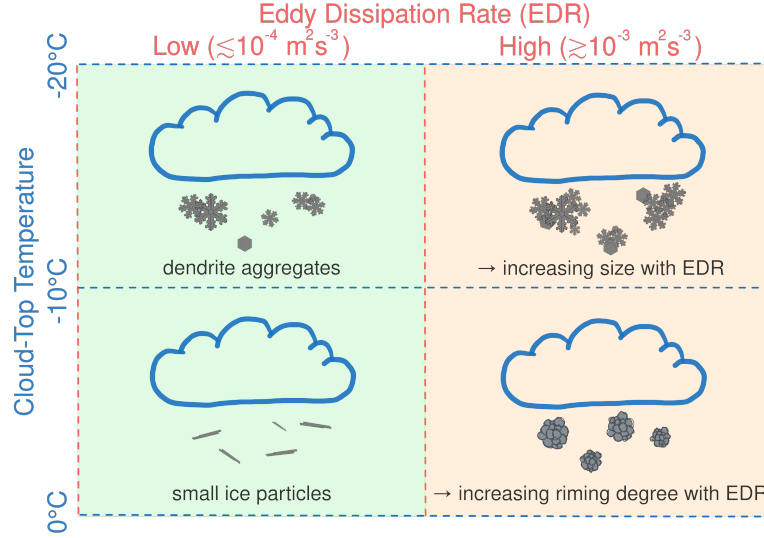 Eddy Dissipation Rate (EDR)
Low (≲10⁻⁴ m²s⁻³)
High (≳10⁻³ m²s⁻³)
-20°C
Cloud-Top Temperature
dendrite aggregates
→ increasing size with EDR
-10°C
small ice particles
→ increasing riming degree with EDR
0°C